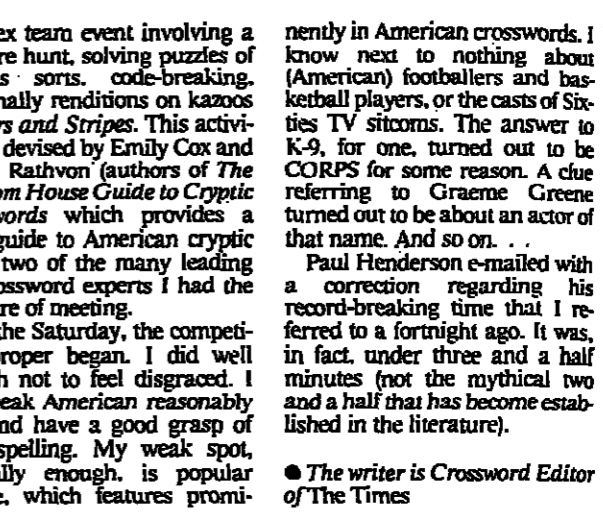 ex team event involving a
re hunt, solving puzzles of
s sorts, code-breaking,
nally renditions on kazoos
rs and Stripes. This activi-
devised by Emily Cox and
Rathvon (authors of The
om House Guide to Cryptic
words which provides a
guide to American cryptic
two of the many leading
ossword experts I had the
re of meeting.
the Saturday, the competi-
roper began. I did well
h not to feel disgraced. I
eak American reasonably
nd have a good grasp of
spelling. My weak spot,
lly enough, is popular
e, which features promi-
nently in American crosswords. I
know next to nothing about
(American) footballers and bas-
ketball players, or the casts of Six-
ties TV sitcoms. The answer to
K-9, for one, turned out to be
CORPS for some reason. A clue
referring to Graeme Greene
turned out to be about an actor of
that name. And so on. . .
Paul Henderson e-mailed with
a correction regarding his
record-breaking time that I re-
ferred to a fortnight ago. It was,
in fact, under three and a half
minutes (not the mythical two
and a half that has become estab-
lished in the literature).
● The writer is Crossword Editor
of The Times